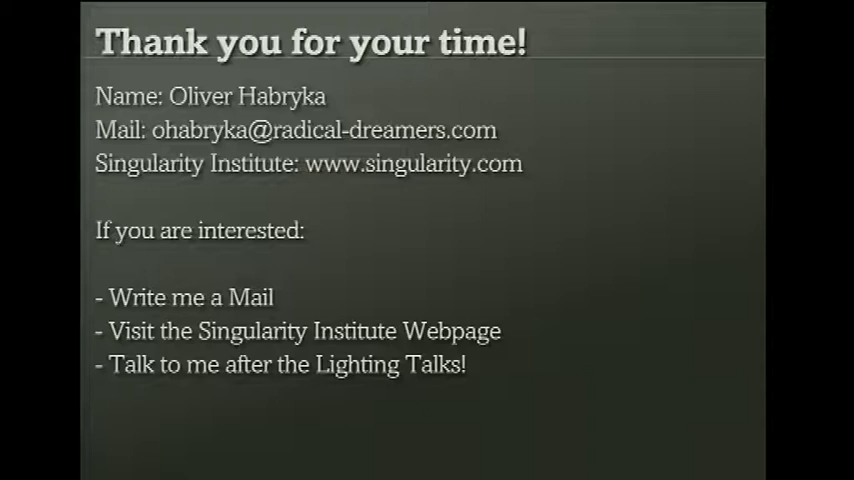 Thank you for your time!
Name: Oliver Habryka
Mail: ohabryka@radical-dreamers.com
Singularity Institute: www.singularity.com
If you are interested:
- Write me a Mail
- Visit the Singularity Institute Webpage
- Talk to me after the Lighting Talks!